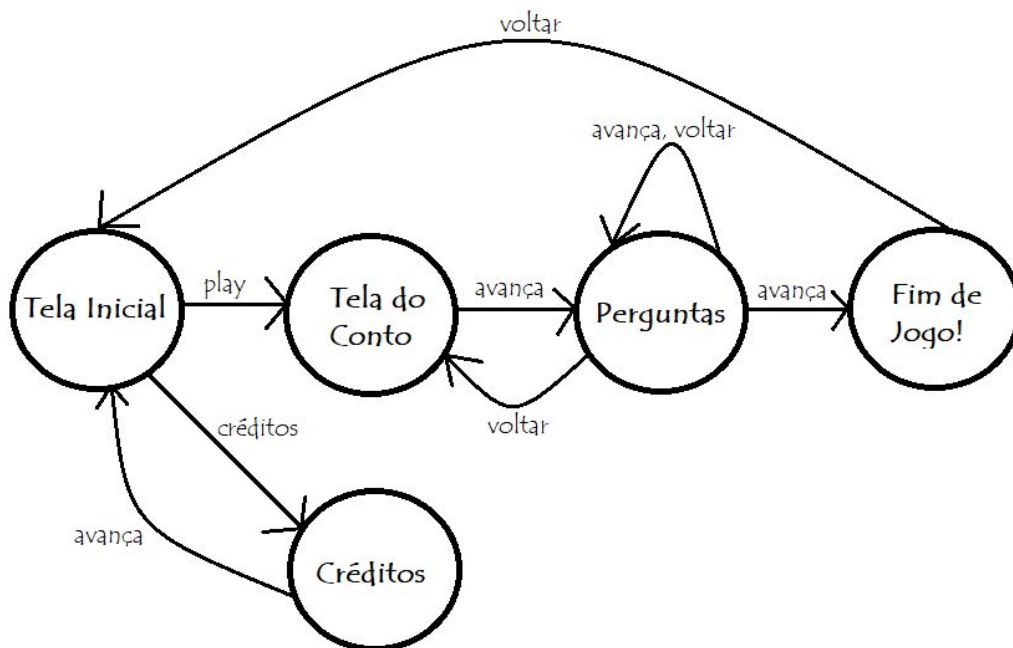 voltar
avança, voltar
Tela Inicial
play
Tela do
Conto
avança
Perguntas
avança
Fim de
Jogo!
voltar
créditos
avança
Créditos